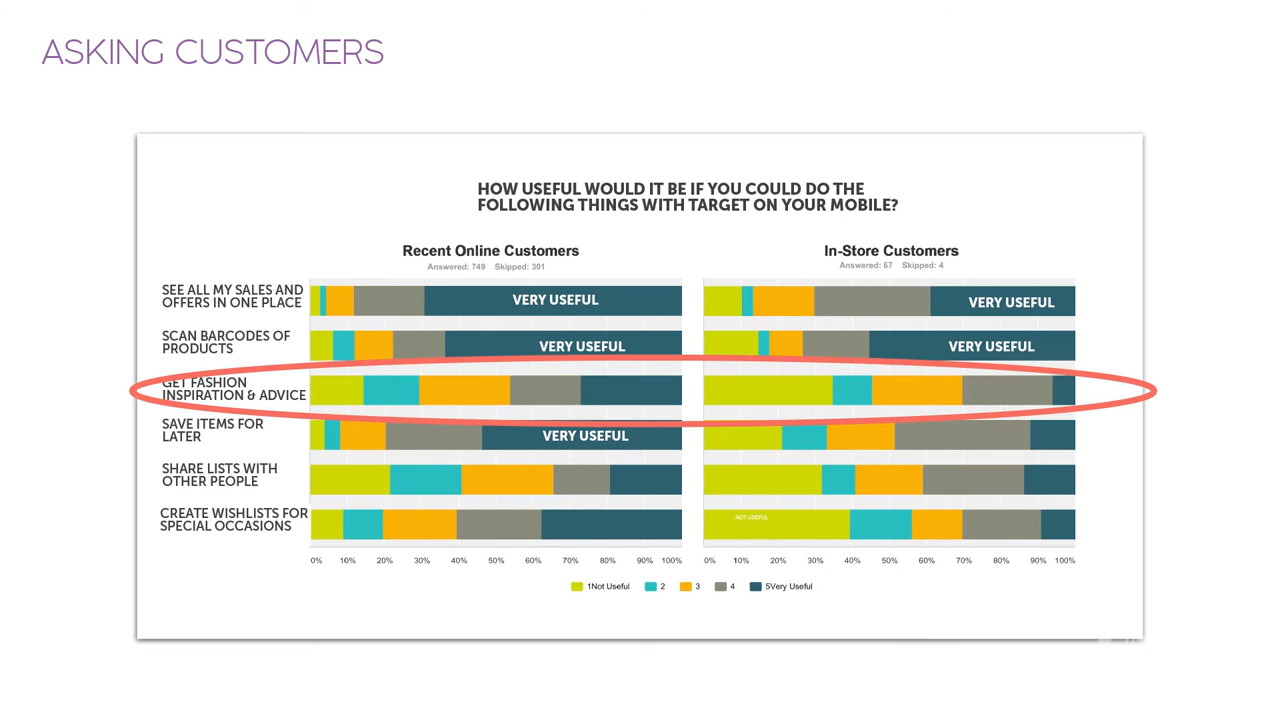 ASKING CUSTOMERS
HOW USEFUL WOULD IT BE IF YOU COULD DO THE
FOLLOWING THINGS WITH TARGET ON YOUR MOBILE?
Recent Online Customers
Answered: 749 Skipped: 301
In-Store Customers
Answered: 67 Skipped: 4
SEE ALL MY SALES AND
OFFERS IN ONE PLACE
VERY USEFUL
VERY USEFUL
SCAN BARCODES OF
PRODUCTS
VERY USEFUL
VERY USEFUL
GET FASHION
INSPIRATION & ADVICE
SAVE ITEMS FOR
LATER
VERY USEFUL
SHARE LISTS WITH
OTHER PEOPLE
CREATE WISHLISTS FOR
SPECIAL OCCASIONS
NOT USEFUL
0% 10% 20% 30% 40% 50% 60% 70% 80% 90% 100%
0% 10% 20% 30% 40% 50% 60% 70% 80% 90% 100%
1Not Useful 2 3 4 5Very Useful